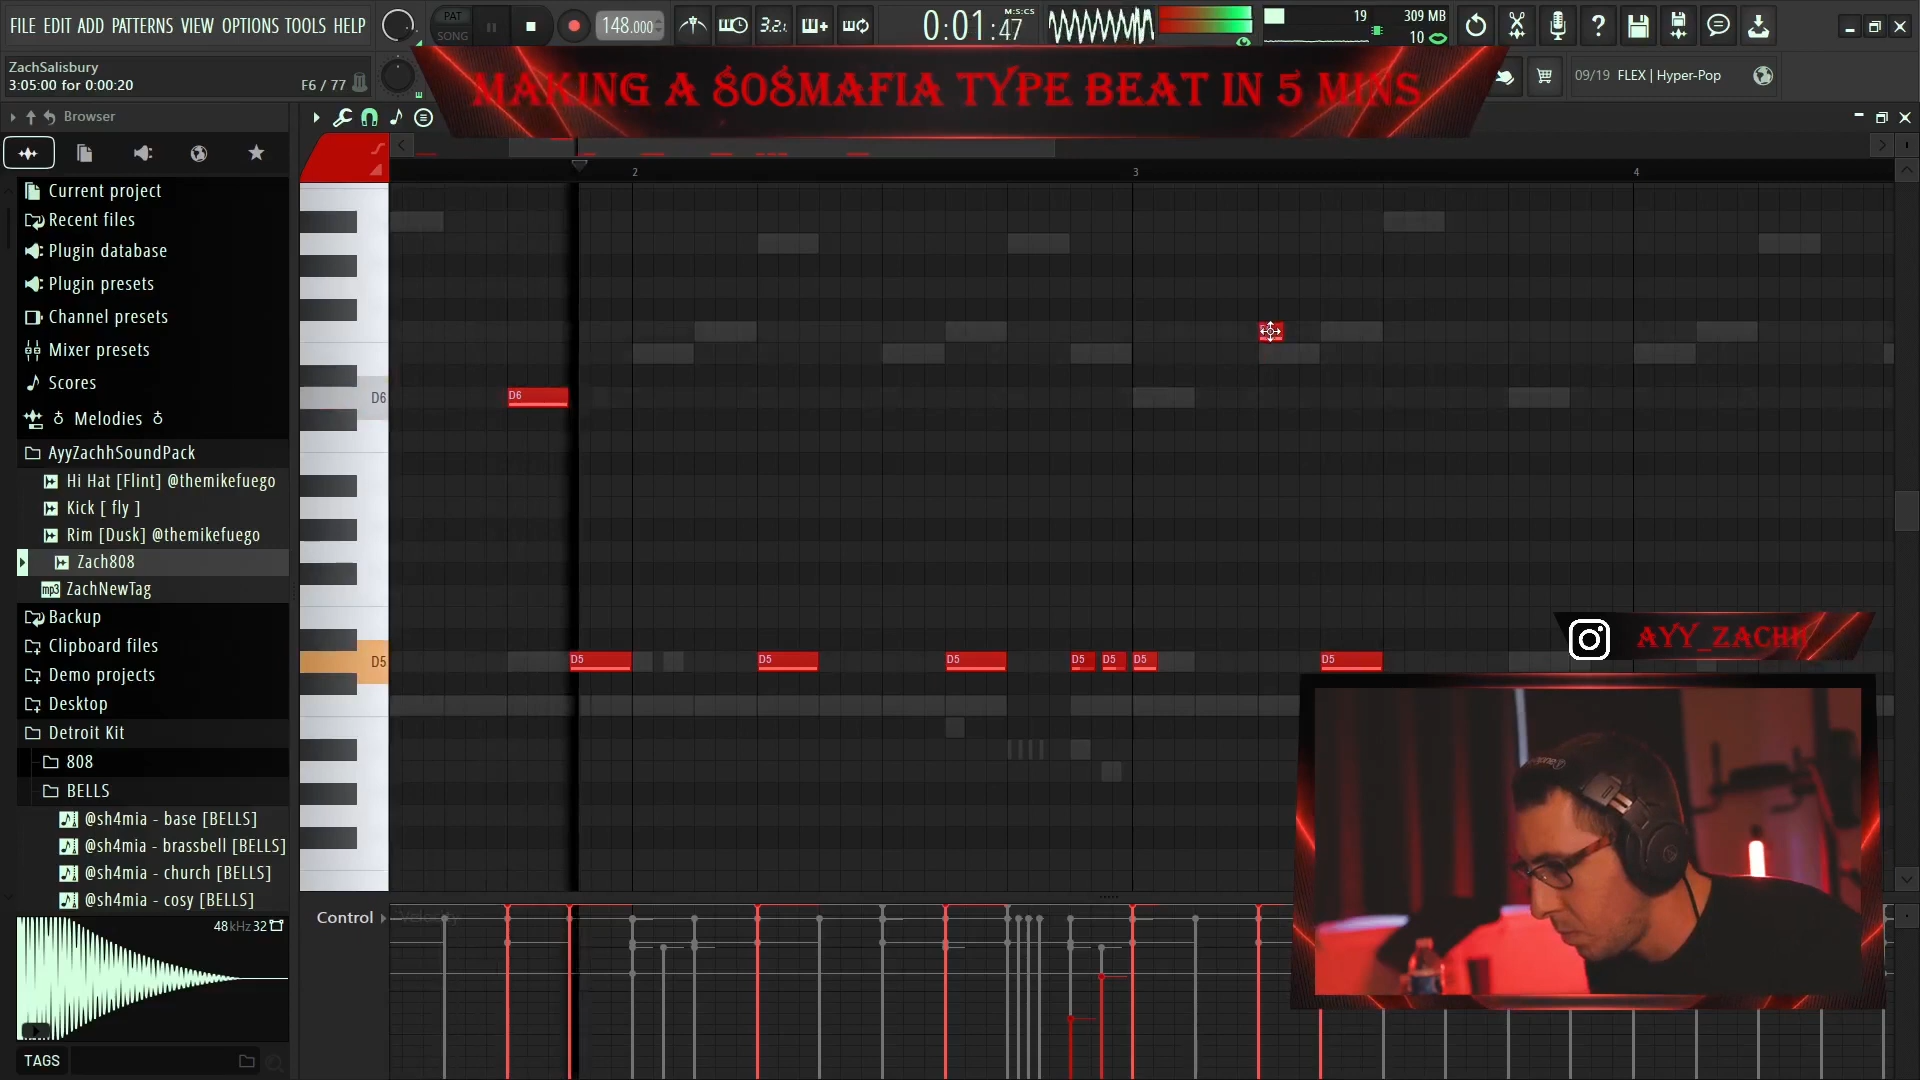 FILE EDIT ADD PATTERNS VIEW OPTIONS TOOLS HELP
PAT
SONG
148.000
3.2.
0:01:47
M:S:CS
19
309 MB
10
ZachSalisbury
3:05:00 for 0:00:20
F6 / 77
MAKING A 808MAFIA TYPE BEAT IN 5 MINS
09/19 FLEX | Hyper-Pop
Browser
Current project
Recent files
Plugin database
Plugin presets
Channel presets
Mixer presets
Scores
Melodies
AyyZachhSoundPack
Hi Hat [Flint] @themikefuego
Kick [ fly ]
Rim [Dusk] @themikefuego
Zach808
mp3 ZachNewTag
Backup
Clipboard files
Demo projects
Desktop
Detroit Kit
808
BELLS
@sh4mia - base [BELLS]
@sh4mia - brassbell [BELLS]
@sh4mia - church [BELLS]
@sh4mia - cosy [BELLS]
48kHz 32
TAGS
2 3 4
D6
D6
D5
D5 D5 D5 D5 D5 D5 D5
AYY_ZACHH
Control
Velocity